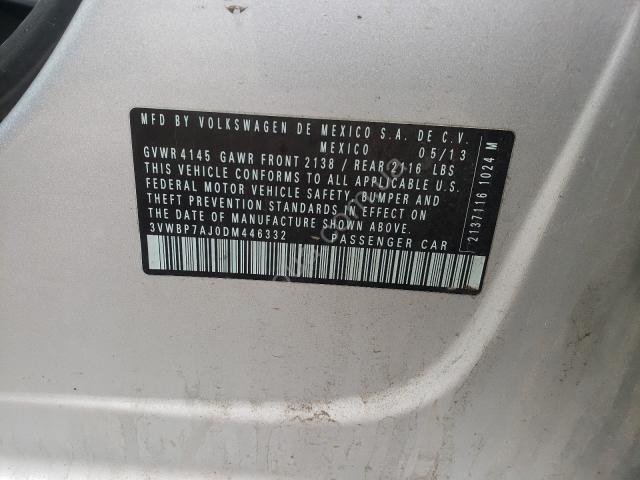 MFD BY VOLKSWAGEN DE MEXICO S.A. DE C.V.
MEXICO 05/13
GVWR 4145 GAWR FRONT 2138 / REAR 2116 LBS
THIS VEHICLE CONFORMS TO ALL APPLICABLE U.S.
FEDERAL MOTOR VEHICLE SAFETY, BUMPER AND
THEFT PREVENTION STANDARDS IN EFFECT ON
THE DATE OF MANUFACTURE SHOWN ABOVE.
3VWBP7AJ0DM446332 PASSENGER CAR
2137118 1024 M